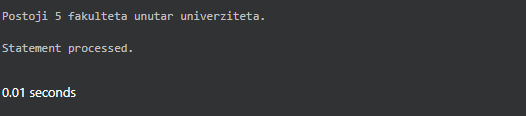 Postoji 5 fakulteta unutar univerziteta.
Statement processed.
0.01 seconds